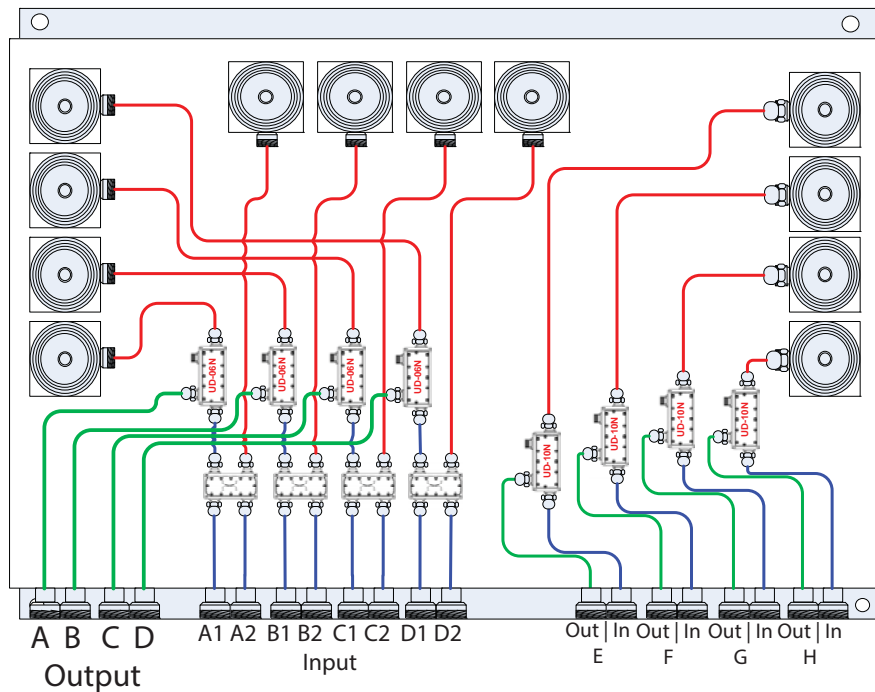 UD-06N UD-06N UD-06N UD-06N
UD-10N UD-10N UD-10N UD-10N
A B C D A1 A2 B1 B2 C1 C2 D1 D2 Out In Out In Out In Out In
E F G H
Output Input